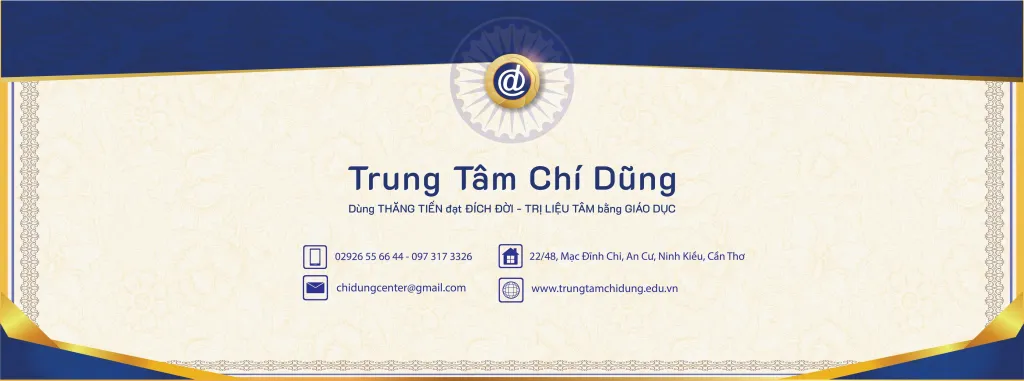 Trung Tâm Chí Dũng
Dùng THĂNG TIẾN đạt ĐÍCH ĐỜI - TRỊ LIỆU TÂM bằng GIÁO DỤC
02926 55 66 44 - 097 317 3326
22/48, Mạc Đĩnh Chi, An Cư, Ninh Kiều, Cần Thơ
chidungcenter@gmail.com
www.trungtamchidung.edu.vn